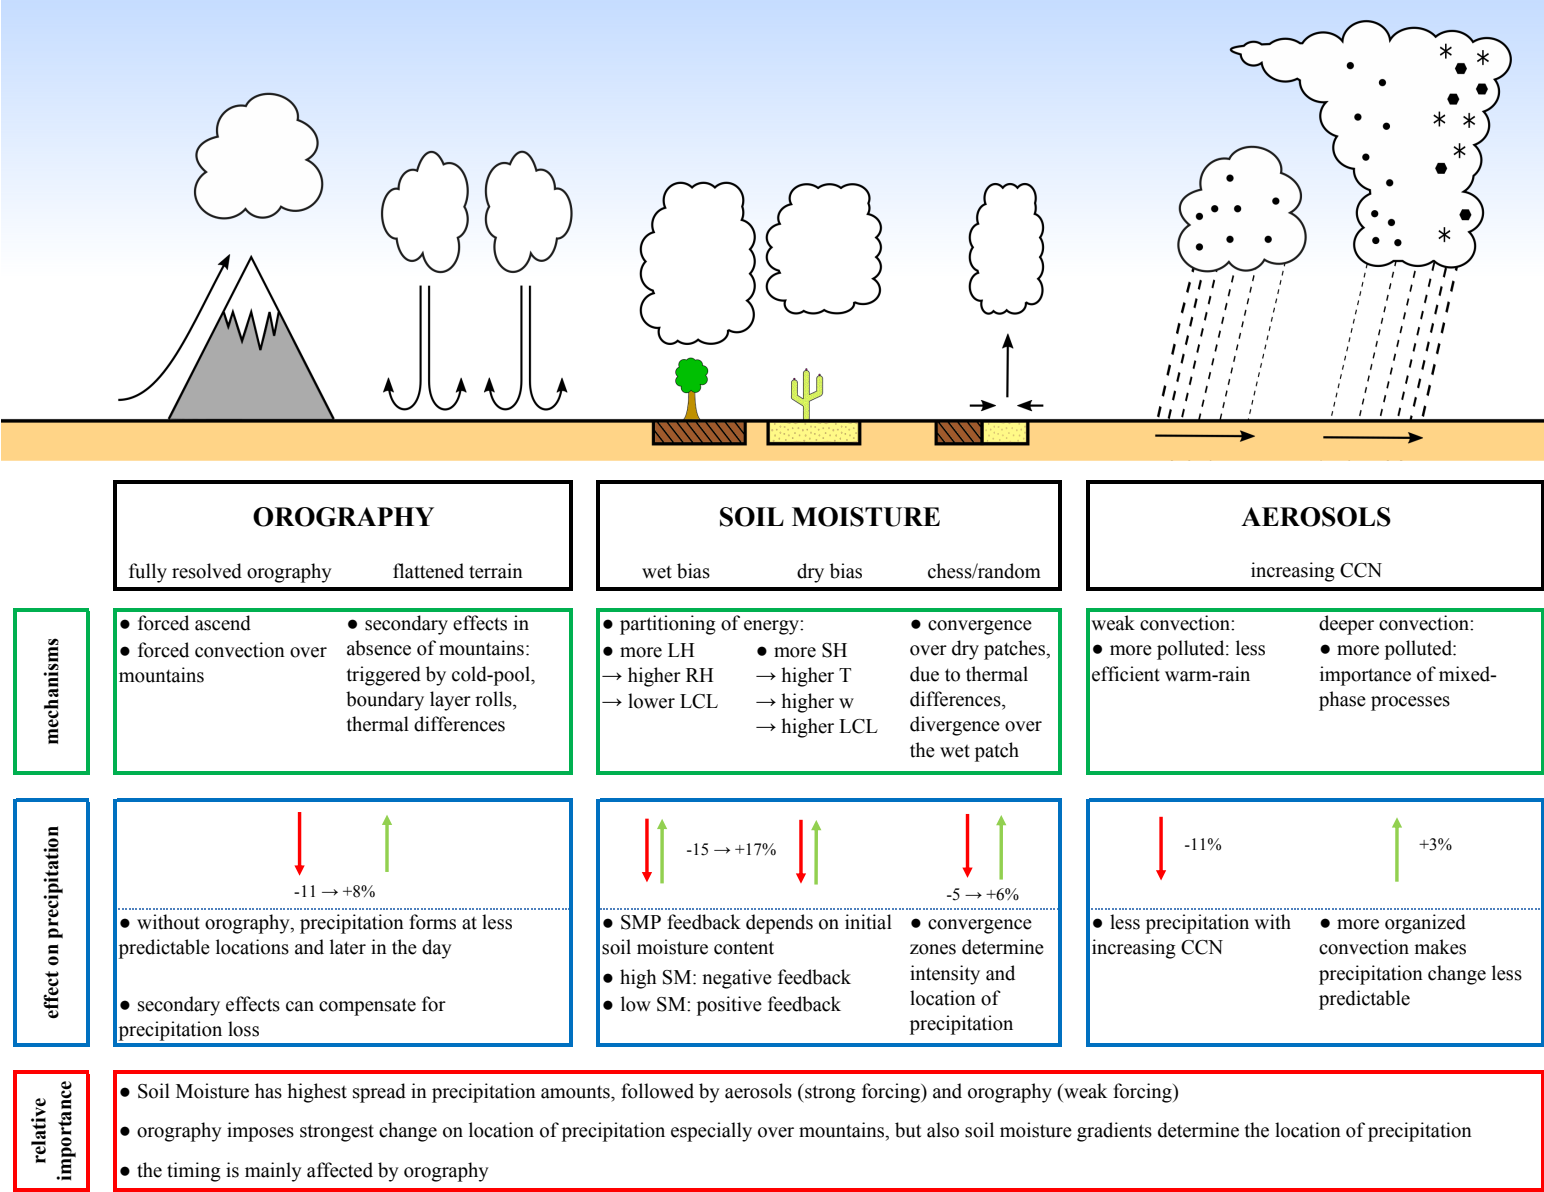 OROGRAPHY
fully resolved orography
flattened terrain
SOIL MOISTURE
wet bias
dry bias
chess/random
AEROSOLS
increasing CCN
mechanisms
● forced ascend
● forced convection over
mountains
● secondary effects in
absence of mountains:
triggered by cold-pool,
boundary layer rolls,
thermal differences
● partitioning of energy:
● more LH
→ higher RH
→ lower LCL
● more SH
→ higher T
→ higher w
→ higher LCL
● convergence
over dry patches,
due to thermal
differences,
divergence over
the wet patch
weak convection:
● more polluted: less
efficient warm-rain
deeper convection:
● more polluted:
importance of mixed-
phase processes
effect on precipitation
-11 → +8%
● without orography, precipitation forms at less
predictable locations and later in the day
● secondary effects can compensate for
precipitation loss
-15 → +17%
● SMP feedback depends on initial
soil moisture content
● high SM: negative feedback
● low SM: positive feedback
-5 → +6%
● convergence
zones determine
intensity and
location of
precipitation
-11%
● less precipitation with
increasing CCN
+3%
● more organized
convection makes
precipitation change less
predictable
relative
importance
● Soil Moisture has highest spread in precipitation amounts, followed by aerosols (strong forcing) and orography (weak forcing)
● orography imposes strongest change on location of precipitation especially over mountains, but also soil moisture gradients determine the location of precipitation
● the timing is mainly affected by orography